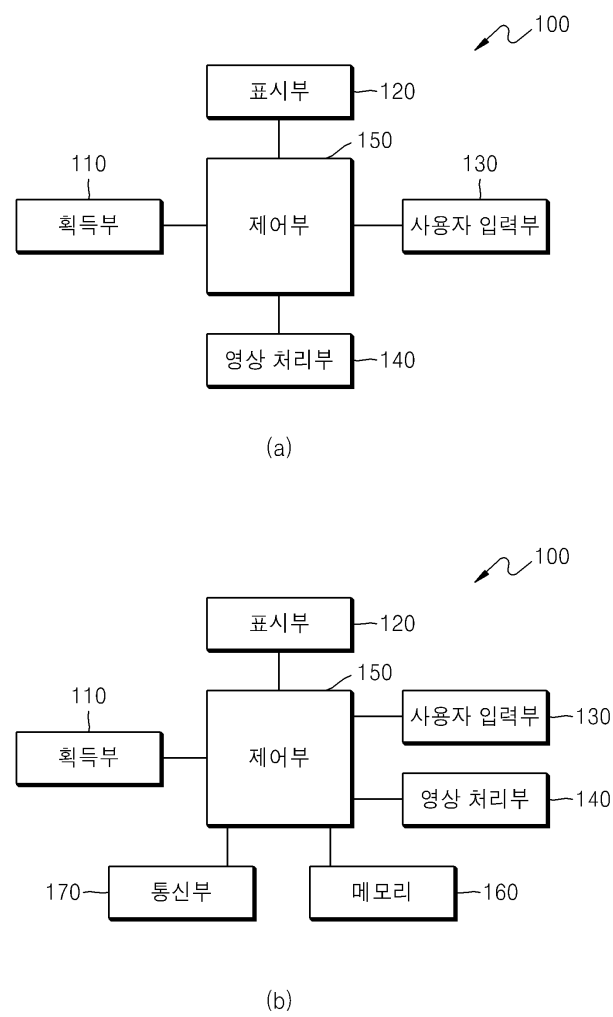 100
표시부
120
150
110
130
획득부
제어부
사용자 입력부
영상 처리부
140
(a)
100
표시부
120
150
110
사용자 입력부
130
획득부
제어부
영상 처리부
140
170
통신부
메모리
160
(b)